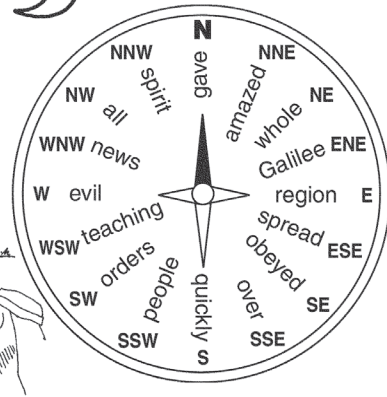 N
gave
NNE
amazed
NE
whole
ENE
Galilee
E
region
ESE
spread
SE
obeyed
SSE
over
S
quickly
SSW
people
SW
orders
WSW
teaching
W
evil
WNW
news
NW
all
NNW
spirit